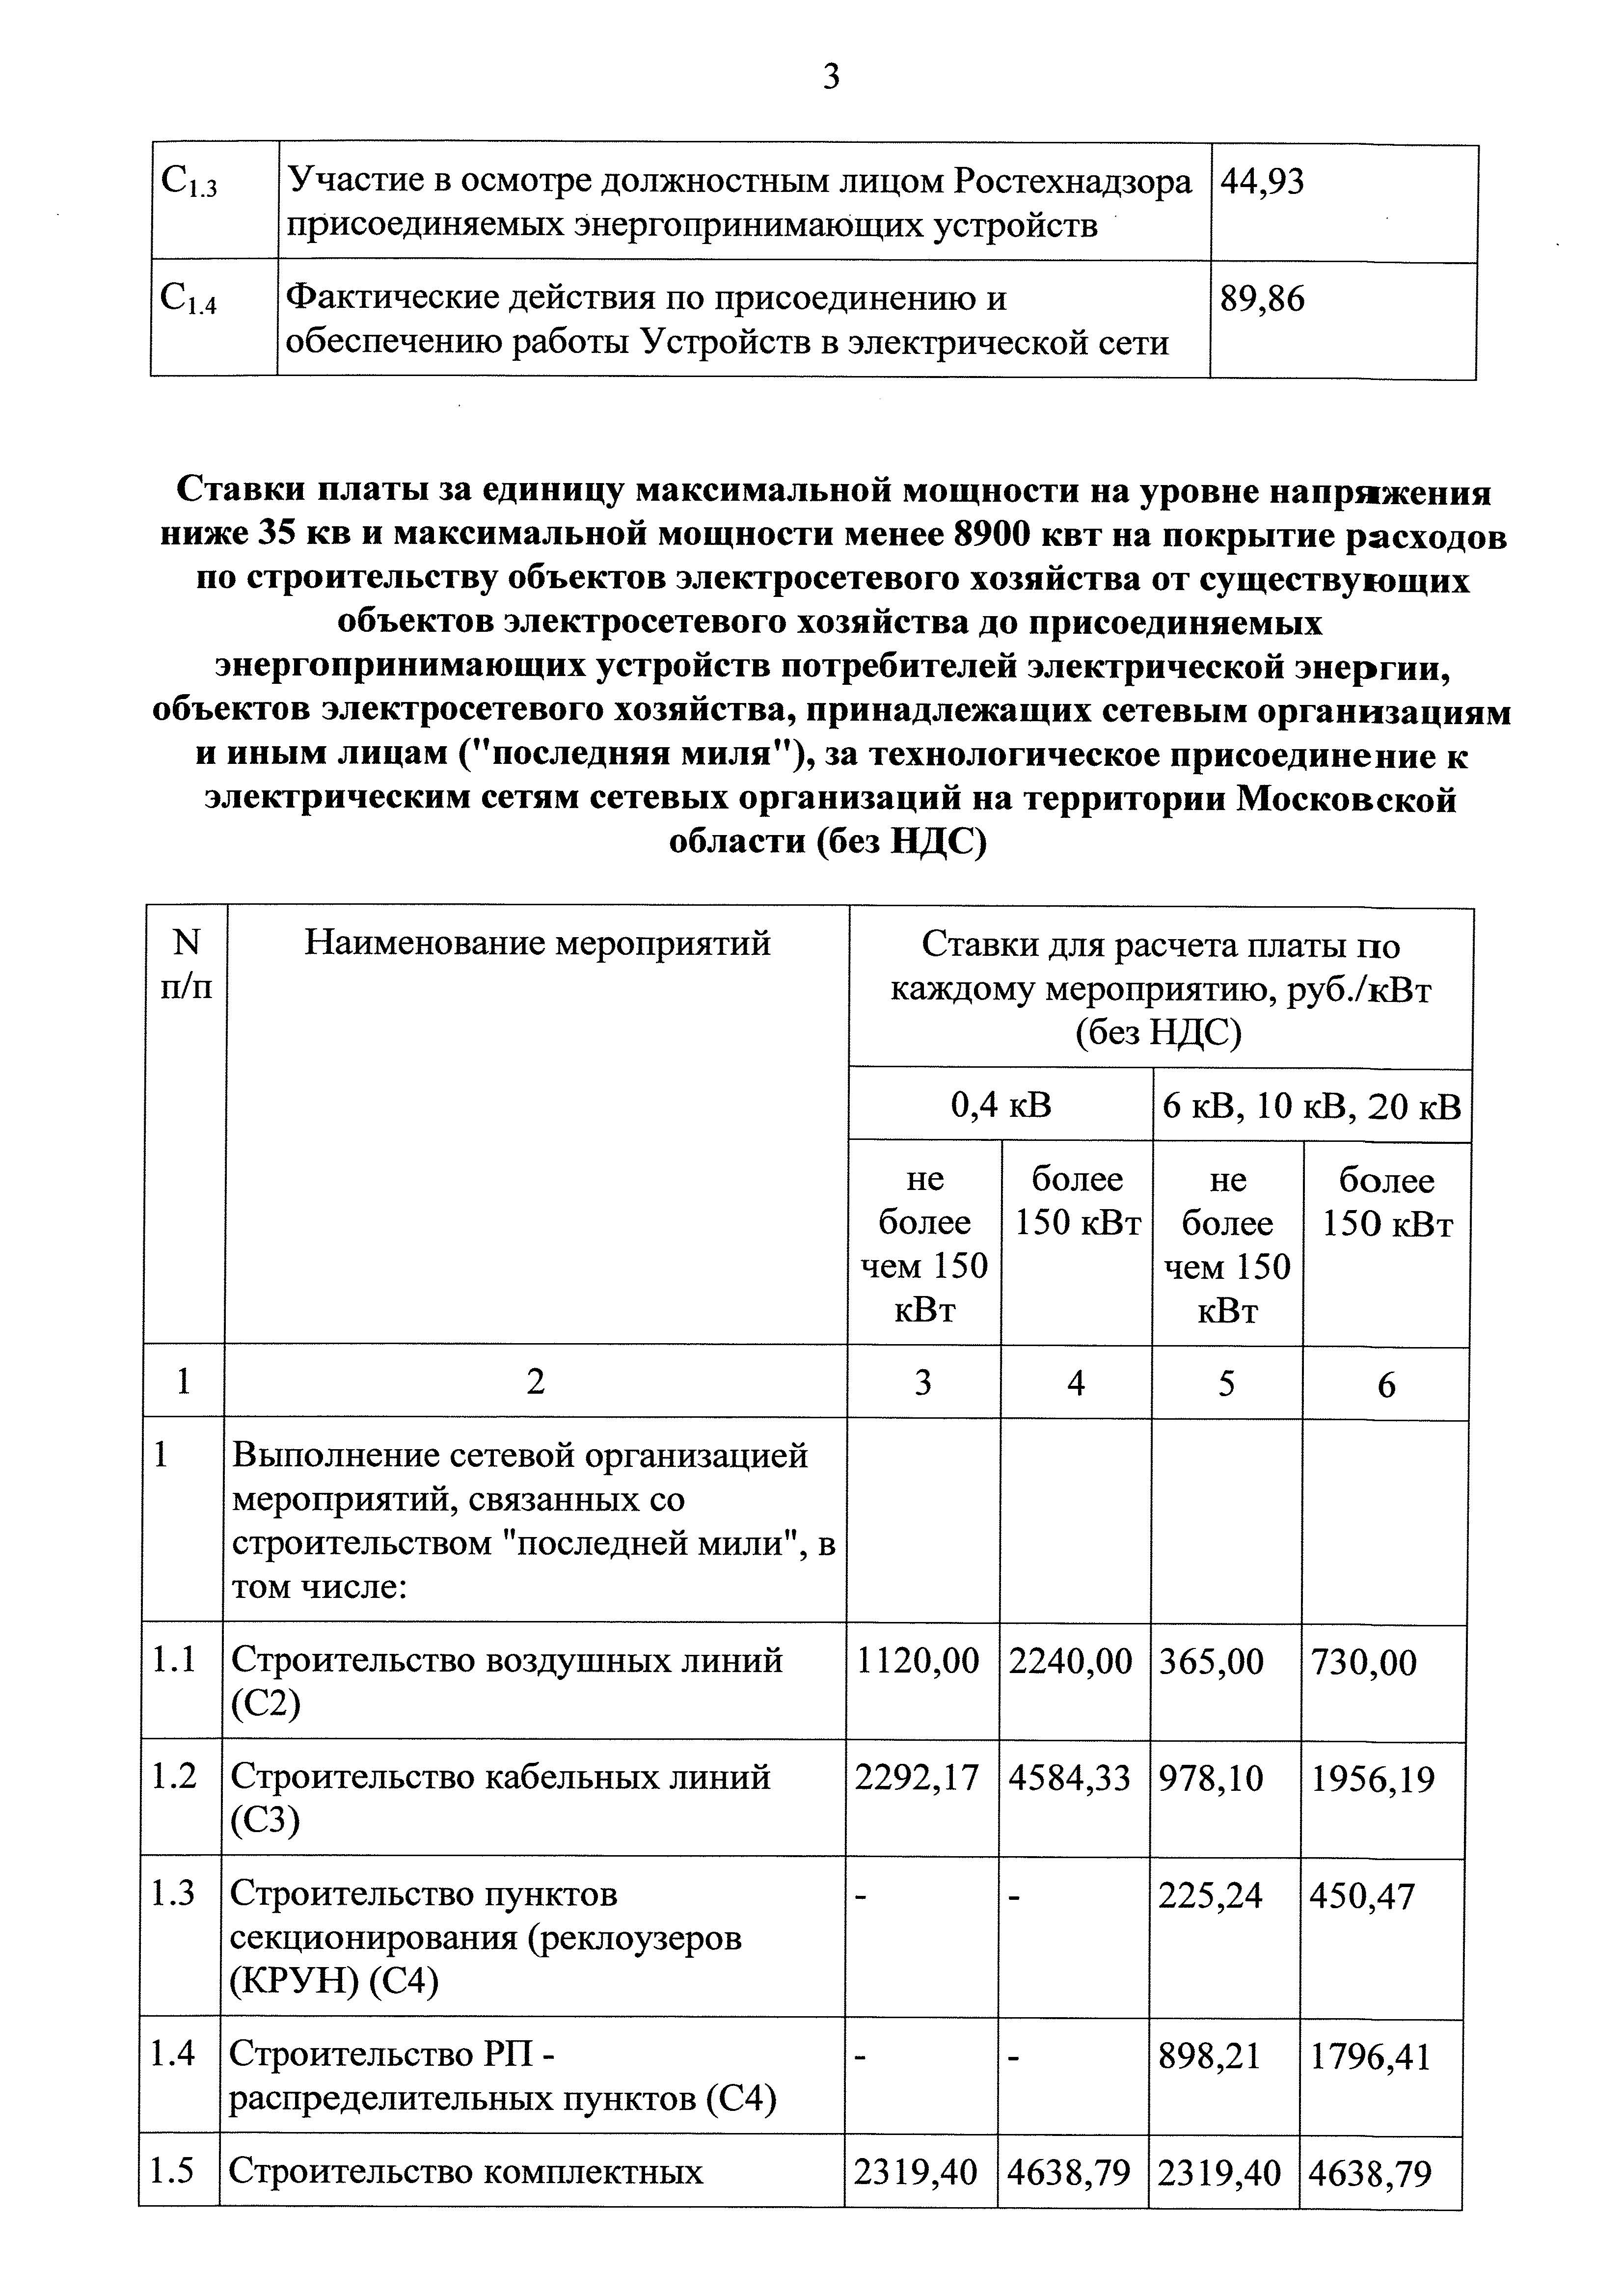 3
С1.3 Участие в осмотре должностным лицом Ростехнадзора 44,93
присоединяемых энергопринимающих устройств
С1.4 Фактические действия по присоединению и 89,86
обеспечению работы Устройств в электрической сети
Ставки платы за единицу максимальной мощности на уровне напряжения
ниже 35 кв и максимальной мощности менее 8900 квт на покрытие расходов
по строительству объектов электросетевого хозяйства от существующих
объектов электросетевого хозяйства до присоединяемых
энергопринимающих устройств потребителей электрической энергии,
объектов электросетевого хозяйства, принадлежащих сетевым организациям
и иным лицам ("последняя миля"), за технологическое присоединение к
электрическим сетям сетевых организаций на территории Московской
области (без НДС)
N
п/п
Наименование мероприятий
Ставки для расчета платы по
каждому мероприятию, руб./кВт
(без НДС)
0,4 кВ 6 кВ, 10 кВ, 20 кВ
не
более
чем 150
кВт
более
150 кВт
не
более
чем 150
кВт
более
150 кВт
1 2 3 4 5 6
1 Выполнение сетевой организацией
мероприятий, связанных со
строительством "последней мили", в
том числе:
1.1 Строительство воздушных линий 1120,00 2240,00 365,00 730,00
(С2)
1.2 Строительство кабельных линий 2292,17 4584,33 978,10 1956,19
(С3)
1.3 Строительство пунктов - - 225,24 450,47
секционирования (реклоузеров
(КРУН) (С4)
1.4 Строительство РП - - - 898,21 1796,41
распределительных пунктов (С4)
1.5 Строительство комплектных 2319,40 4638,79 2319,40 4638,79